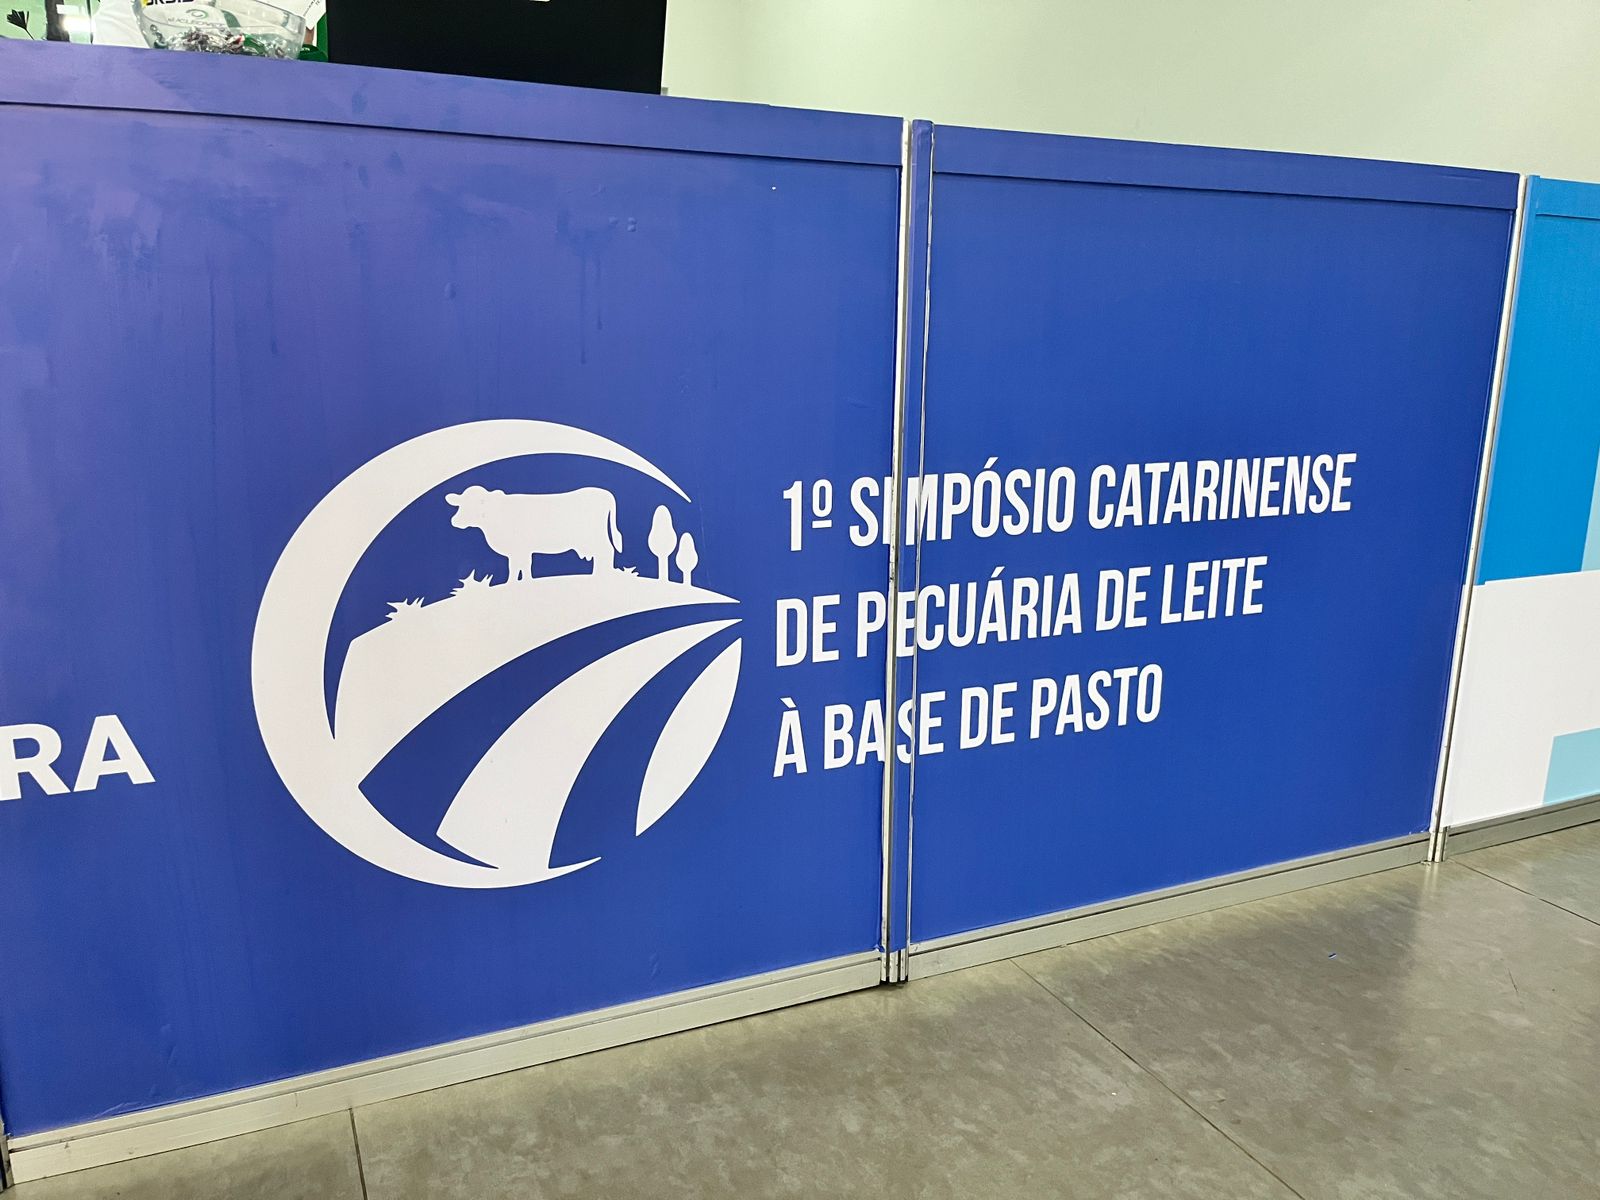 RA
1º SIMPÓSIO CATARINENSE
DE PECUÁRIA DE LEITE
À BASE DE PASTO